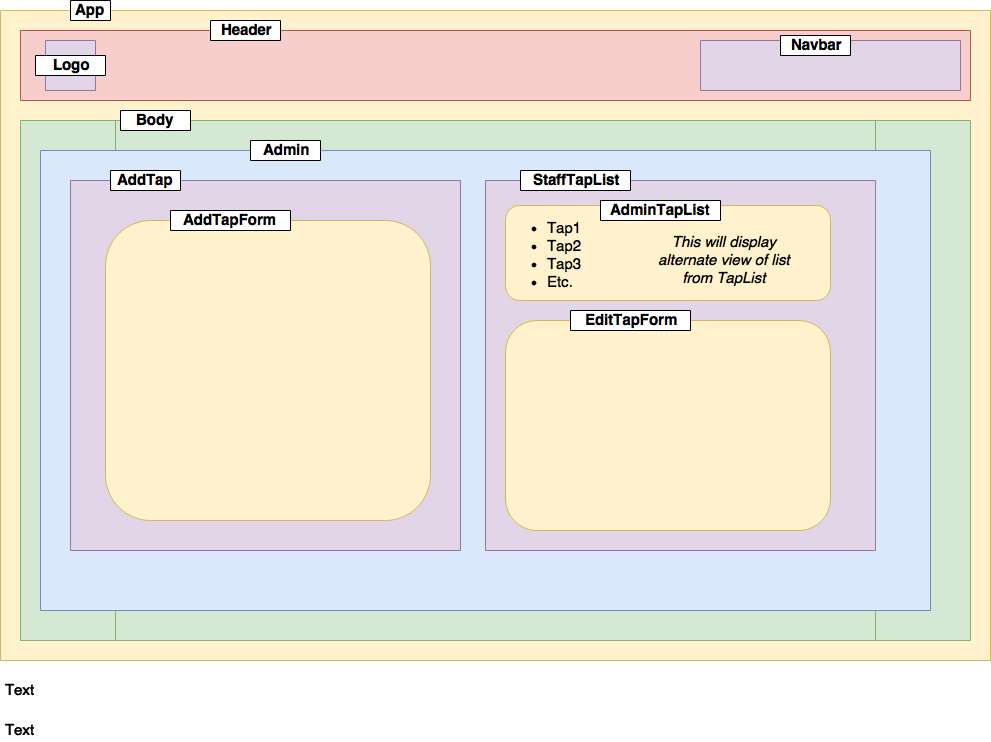 App
Header
Logo
Navbar
Body
Admin
AddTap
AddTapForm
StaffTapList
AdminTapList
• Tap1
• Tap2
• Tap3
• Etc.
This will display
alternate view of list
from TapList
EditTapForm
Text
Text